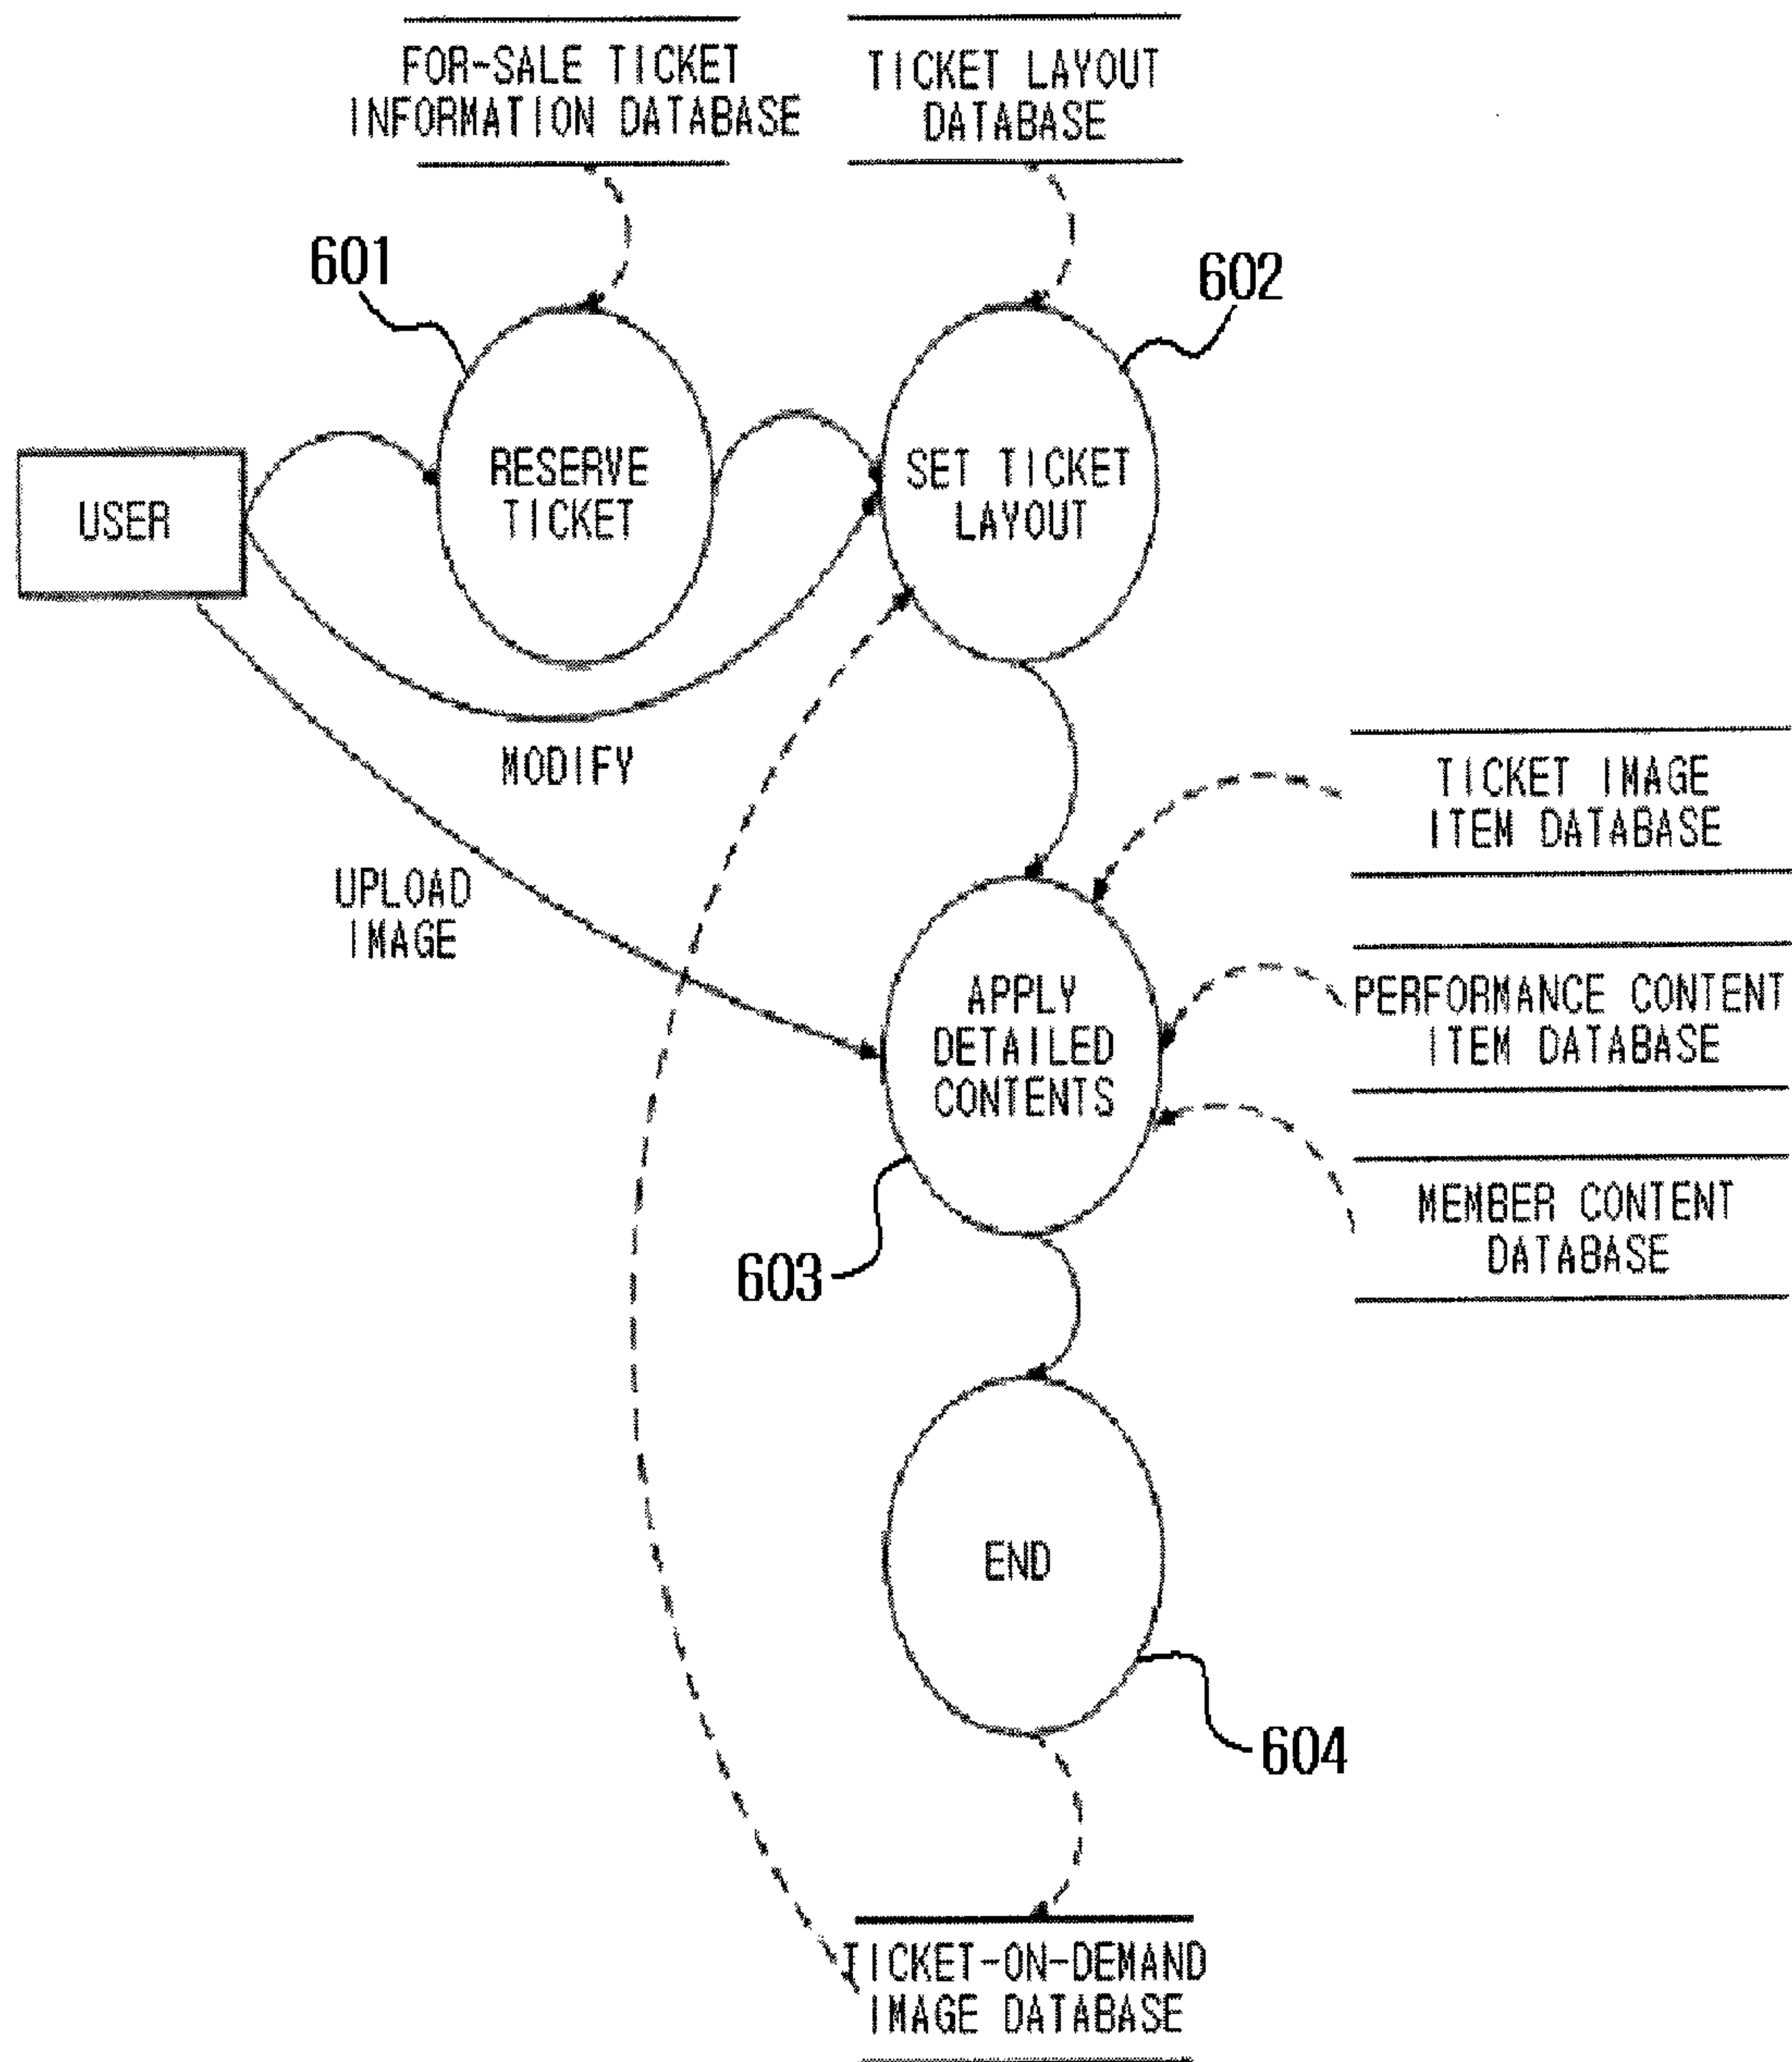 FOR-SALE TICKET
INFORMATION DATABASE
TICKET LAYOUT
DATABASE
601
602
USER
RESERVE
TICKET
SET TICKET
LAYOUT
MODIFY
UPLOAD
IMAGE
TICKET IMAGE
ITEM DATABASE
APPLY
DETAILED
CONTENTS
PERFORMANCE CONTENT
ITEM DATABASE
MEMBER CONTENT
DATABASE
603
END
604
TICKET-ON-DEMAND
IMAGE DATABASE